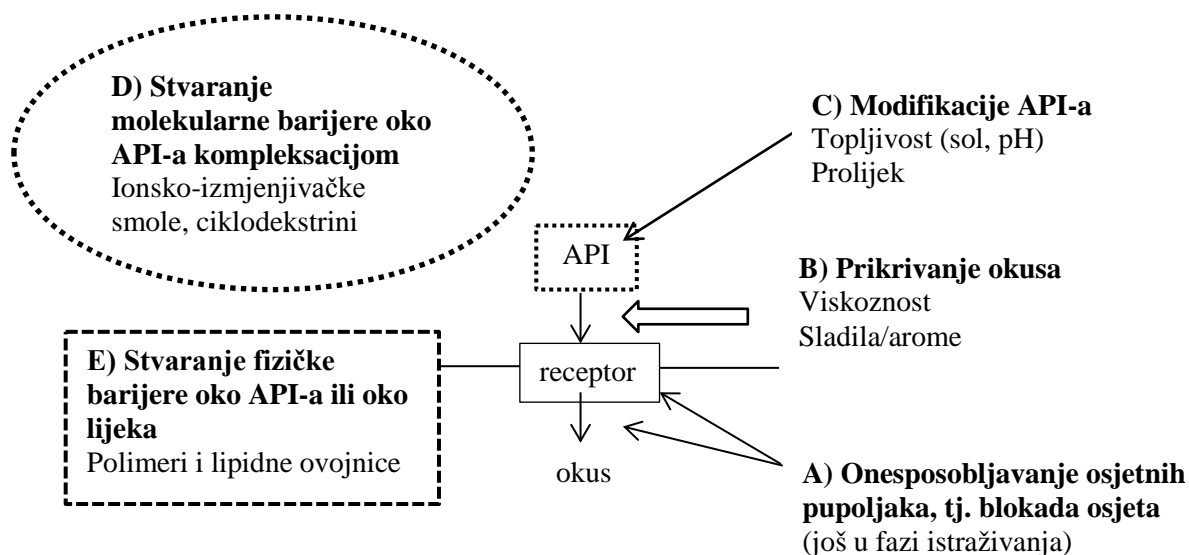 D) Stvaranje
molekularne barijere oko
API-a kompleksacijom
Ionsko-izmjenjivačke
smole, ciklodekstrini
C) Modifikacije API-a
Topljivost (sol, pH)
Prolijek
API
B) Prikrivanje okusa
Viskoznost
Sladila/arome
E) Stvaranje fizičke
barijere oko API-a ili oko
lijeka
Polimeri i lipidne ovojnice
receptor
okus
A) Onesposobljavanje osjetnih
pupoljaka, tj. blokada osjeta
(još u fazi istraživanja)